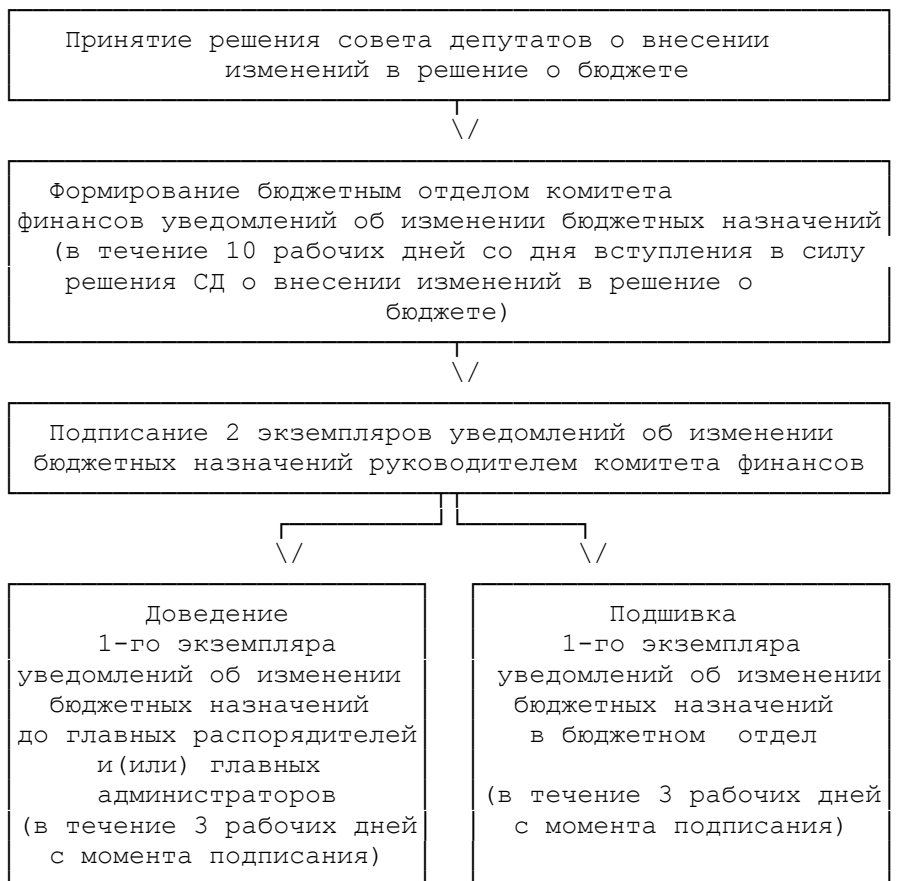 Принятие решения совета депутатов о внесении
изменений в решение о бюджете
\/
Формирование бюджетным отделом комитета
финансов уведомлений об изменении бюджетных назначений
(в течение 10 рабочих дней со дня вступления в силу
решения СД о внесении изменений в решение о
бюджете)
\/
Подписание 2 экземпляров уведомлений об изменении
бюджетных назначений руководителем комитета финансов
\/
\/
Доведение
1-го экземпляра
уведомлений об изменении
бюджетных назначений
до главных распорядителей
и(или) главных
администраторов
(в течение 3 рабочих дней
с момента подписания)
Подшивка
1-го экземпляра
уведомлений об изменении
бюджетных назначений
в бюджетном отдел
(в течение 3 рабочих дней
с момента подписания)